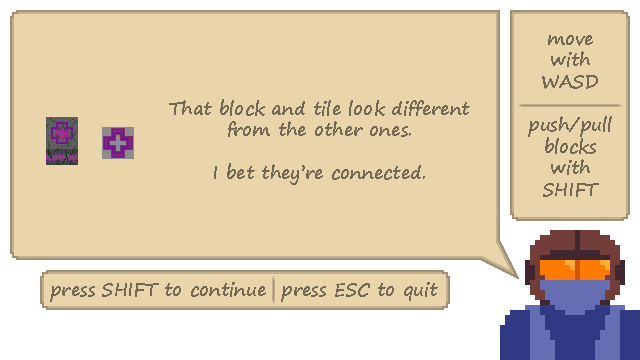 That block and tile look different
from the other ones.
I bet they're connected.
move
with
WASD
push/pull
blocks
with
SHIFT
press SHIFT to continue
press ESC to quit